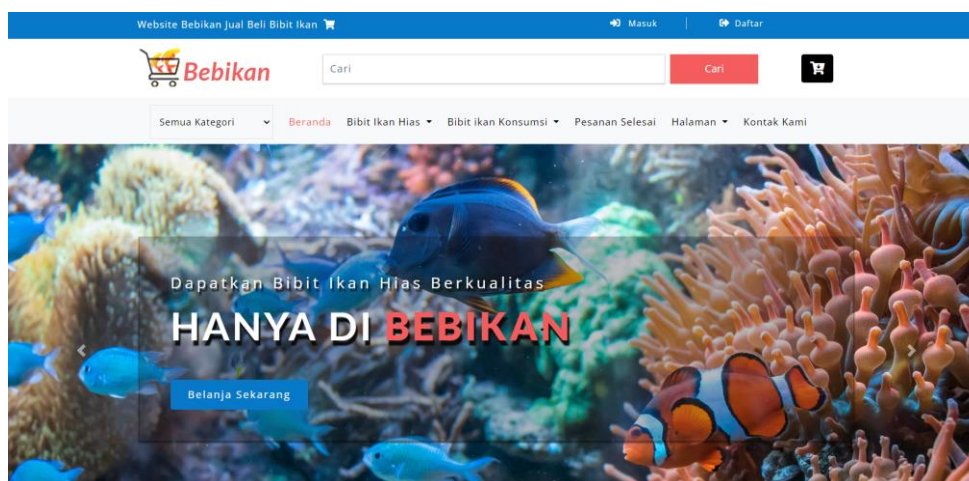 Website Bebikan Jual Beli Bibit Ikan
Masuk
Daftar
Bebikan
Cari
Cari
Semua Kategori
Beranda
Bibit Ikan Hias
Bibit ikan Konsumsi
Pesanan Selesai
Halaman
Kontak Kami
Dapatkan Bibit Ikan Hias Berkualitas
HANYA DI BEBIKAN
Belanja Sekarang